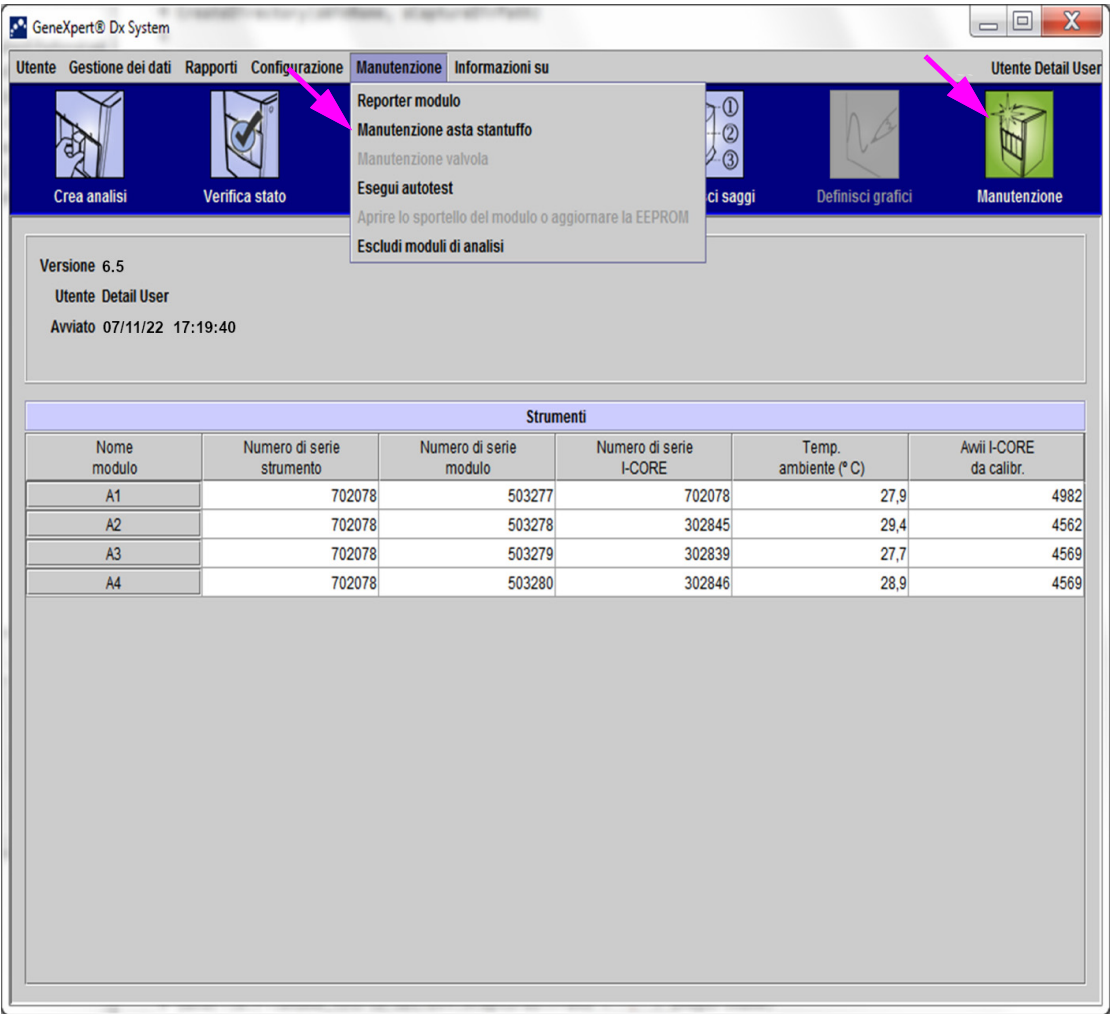 GeneXpert® Dx System
Utente Gestione dei dati Rapporti Configurazione Manutenzione Informazioni su Utente Detail User
Reporter modulo
Manutenzione asta stantuffo
Manutenzione valvola
Esegui autotest
Aprire lo sportello del modulo o aggiornare la EEPROM
Escludi moduli di analisi
1
2
3
Crea analisi Verifica stato ci saggi Definisci grafici Manutenzione
Versione 6.5
Utente Detail User
Avviato 07/11/22 17:19:40
Strumenti
Nome modulo Numero di serie strumento Numero di serie modulo Numero di serie I-CORE Temp. ambiente (° C) Avvii I-CORE da calibr.
A1 702078 503277 702078 27,9 4982
A2 702078 503278 302845 29,4 4562
A3 702078 503279 302839 27,7 4569
A4 702078 503280 302846 28,9 4569